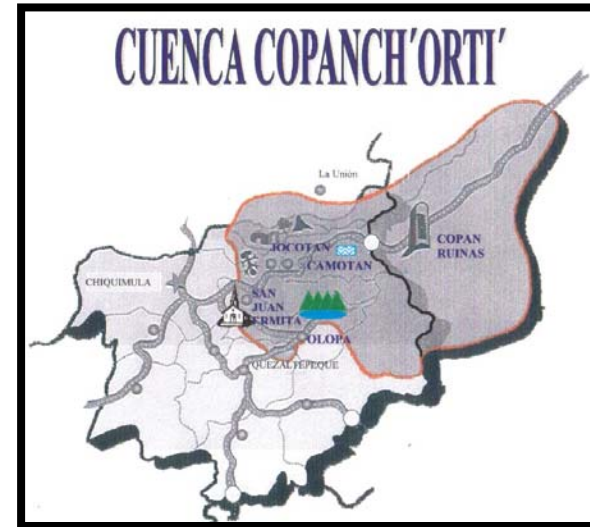 CUENCA COPANCH´ORTI´
La Unión
JOCOTAN
COPAN
RUINAS
CAMOTAN
CHIQUIMULA
SAN
JUAN
ERMITA
OLOPA
QUEZALTEPEQUE